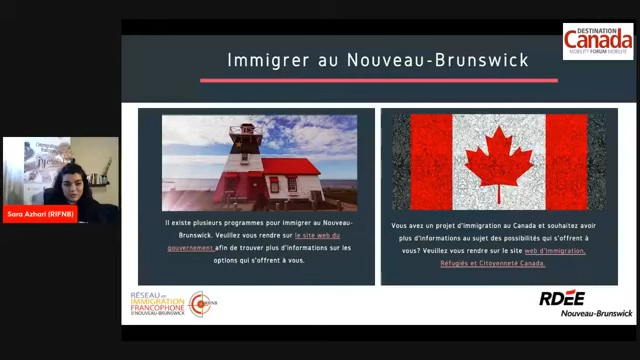 DESTINATION
Canada
MOBILITY FORUM MOBILITÉ
Immigrer au Nouveau-Brunswick
Sara Azhari (RIFNB)
Il existe plusieurs programmes pour immigrer au Nouveau-
Brunswick. Veuillez vous rendre sur le site web du
gouvernement afin de trouver plus d'informations sur les
options qui s'offrent à vous.
Vous avez un projet d'immigration au Canada et souhaitez avoir
plus d'informations au sujet des possibilités qui s'offrent à
vous? Veuillez vous rendre sur le site web d'Immigration,
Réfugiés et Citoyenneté Canada.
RÉSEAU EN
IMMIGRATION
FRANCOPHONE
DU NOUVEAU-BRUNSWICK
RDÉE
Nouveau-Brunswick